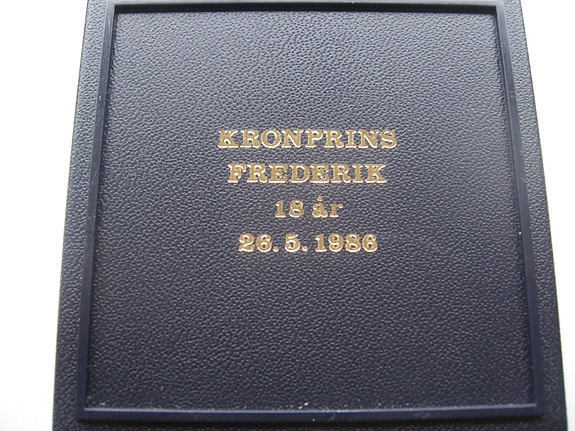 KRONPRINS
FREDERIK
18 år
26.5.1986